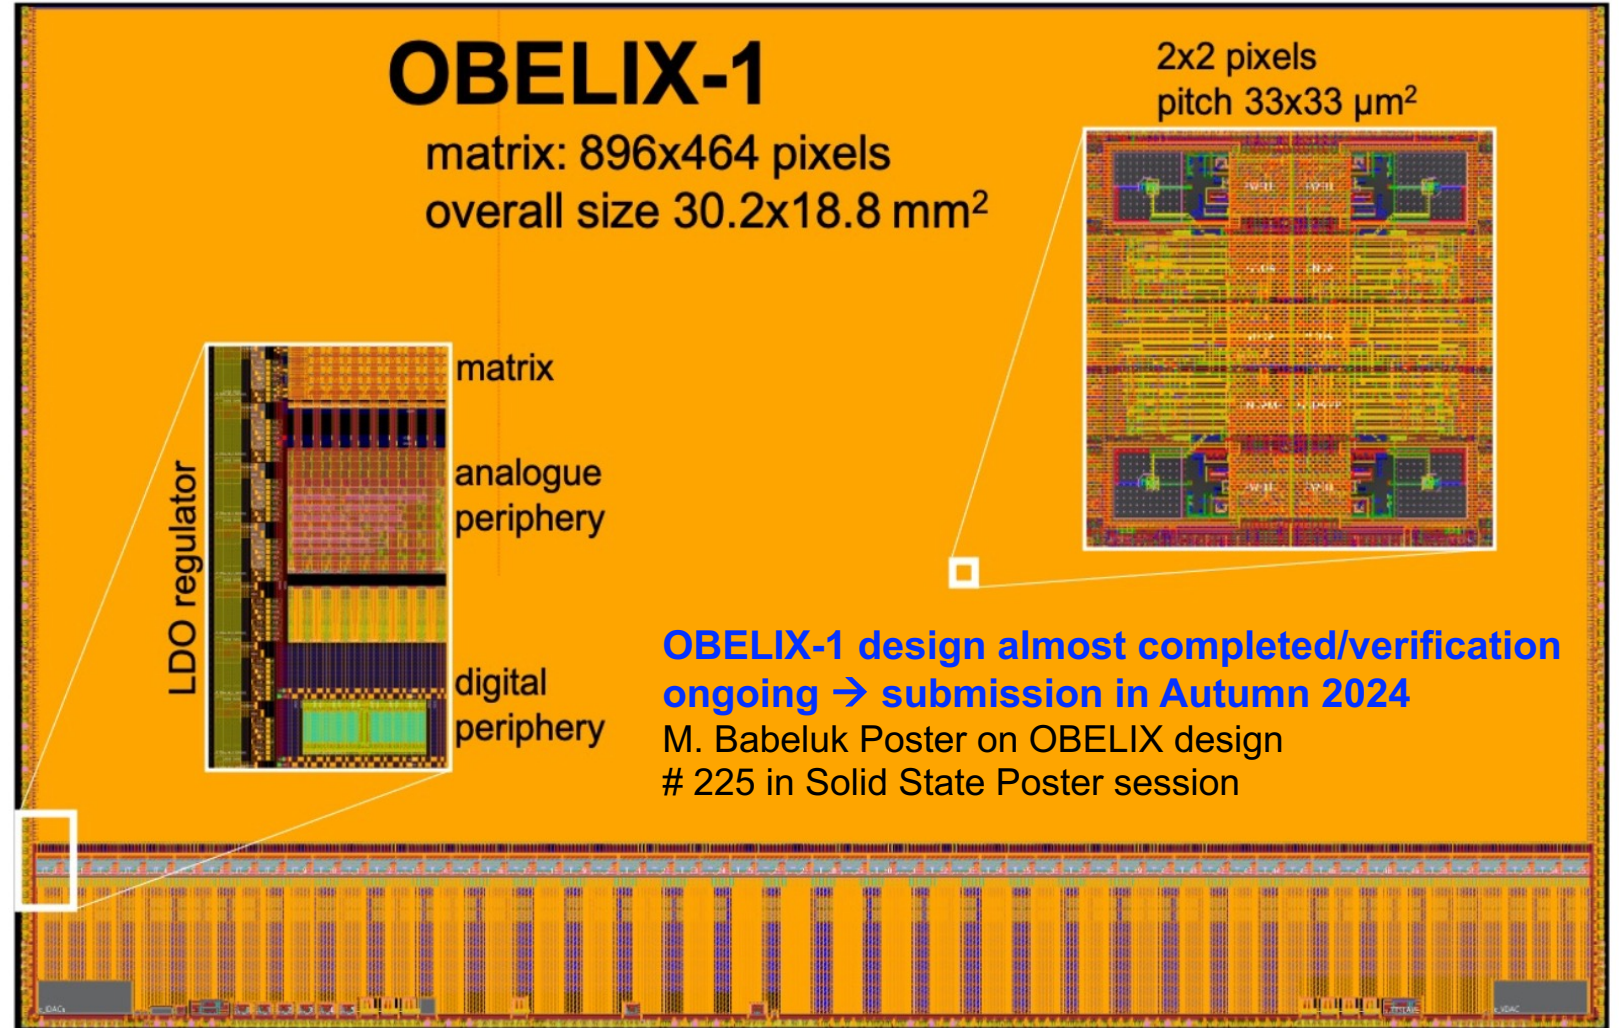 OBELIX-1
matrix: 896x464 pixels
overall size 30.2x18.8 mm²
2x2 pixels
pitch 33x33 µm²
LDO regulator
matrix
analogue
periphery
digital
periphery
OBELIX-1 design almost completed/verification
ongoing → submission in Autumn 2024
M. Babeluk Poster on OBELIX design
# 225 in Solid State Poster session